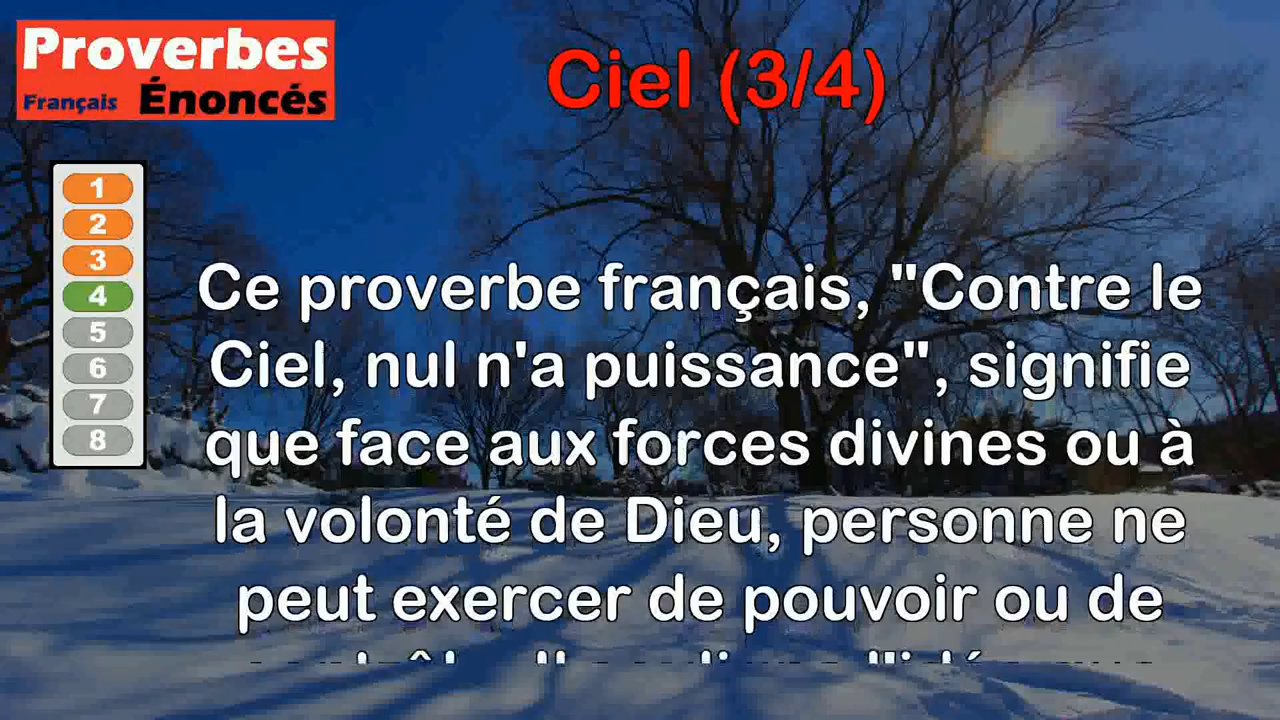 Proverbes
Français Énoncés
Ciel (3/4)
1
2
3
4
5
6
7
8
Ce proverbe français, "Contre le
Ciel, nul n'a puissance", signifie
que face aux forces divines ou à
la volonté de Dieu, personne ne
peut exercer de pouvoir ou de